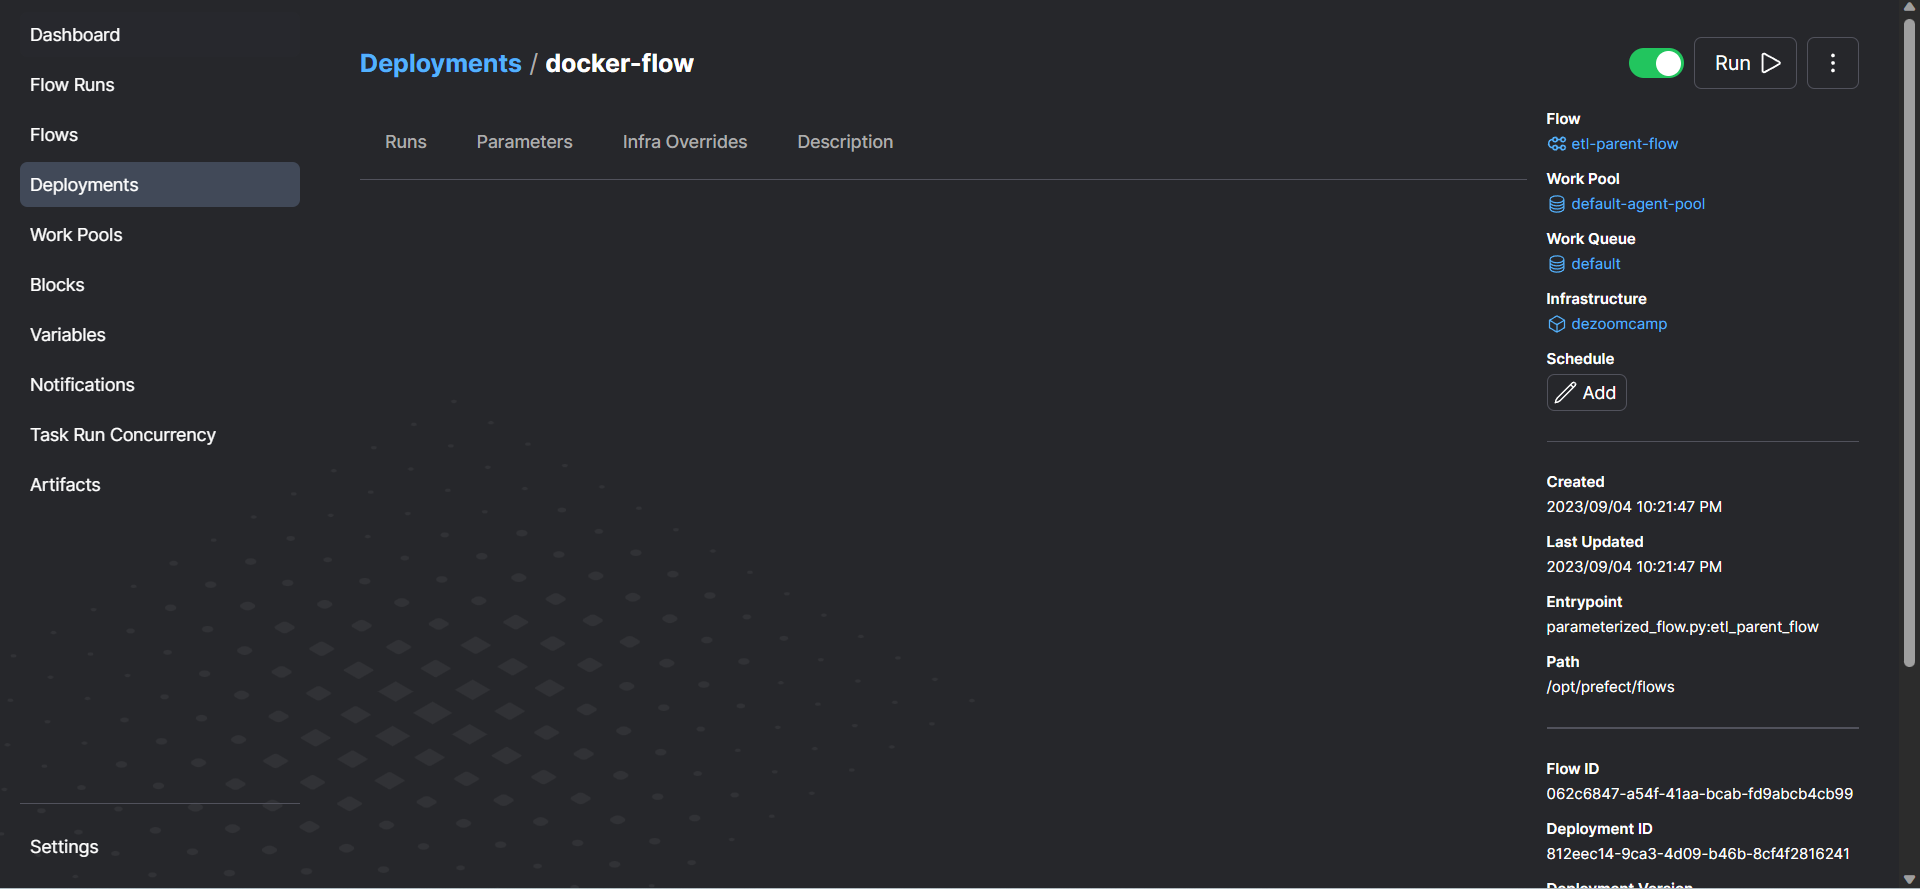 Dashboard
Flow Runs
Flows
Deployments
Work Pools
Blocks
Variables
Notifications
Task Run Concurrency
Artifacts
Settings
Deployments / docker-flow
Run
Runs Parameters Infra Overrides Description
Flow
etl-parent-flow
Work Pool
default-agent-pool
Work Queue
default
Infrastructure
dezoomcamp
Schedule
Add
Created
2023/09/04 10:21:47 PM
Last Updated
2023/09/04 10:21:47 PM
Entrypoint
parameterized_flow.py:etl_parent_flow
Path
/opt/prefect/flows
Flow ID
062c6847-a54f-41aa-bcab-fd9abcb4cb99
Deployment ID
812eec14-9ca3-4d09-b46b-8cf4f2816241
Deployment Version